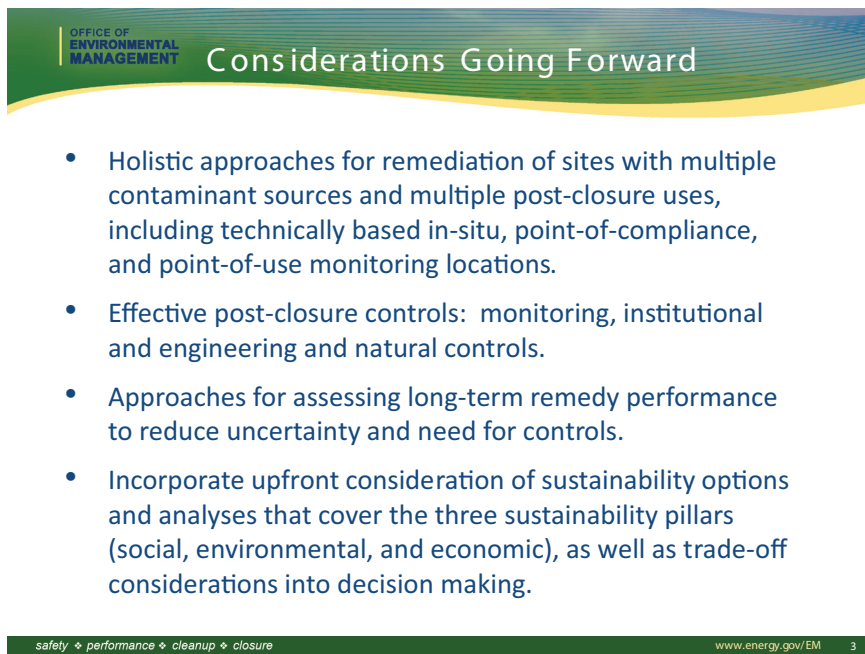 OFFICE OF
ENVIRONMENTAL
MANAGEMENT
Considerations Going Forward
• Holistic approaches for remediation of sites with multiple
contaminant sources and multiple post-closure uses,
including technically based in-situ, point-of-compliance,
and point-of-use monitoring locations.
• Effective post-closure controls: monitoring, institutional
and engineering and natural controls.
• Approaches for assessing long-term remedy performance
to reduce uncertainty and need for controls.
• Incorporate upfront consideration of sustainability options
and analyses that cover the three sustainability pillars
(social, environmental, and economic), as well as trade-off
considerations into decision making.
safety ❖ performance ❖ cleanup ❖ closure
www.energy.gov/EM 3